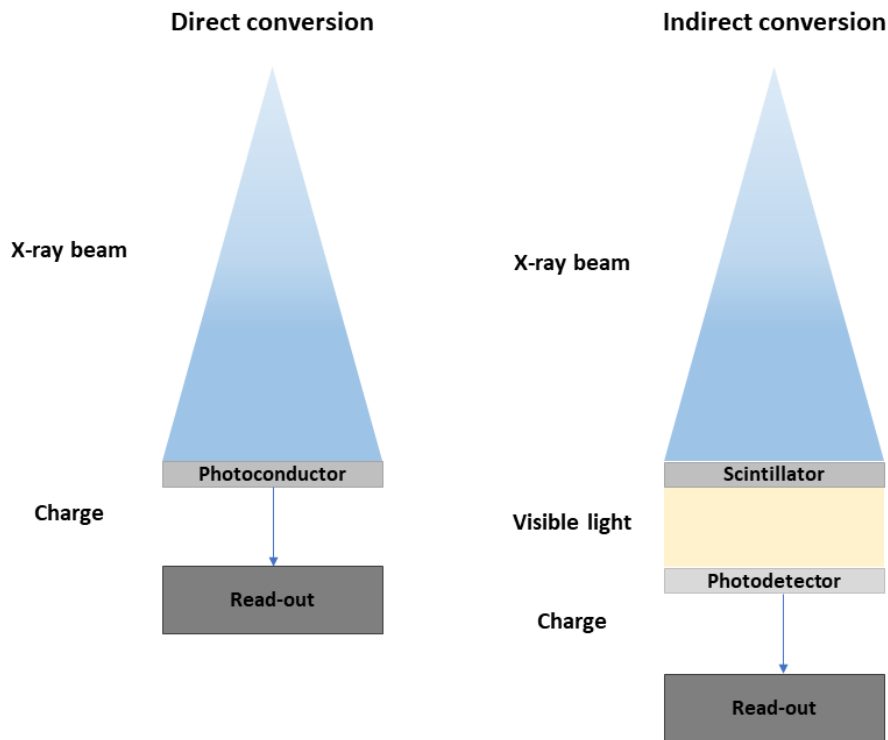 Direct conversion
Indirect conversion
X-ray beam
X-ray beam
Photoconductor
Scintillator
Charge
Visible light
Photodetector
Read-out
Charge
Read-out